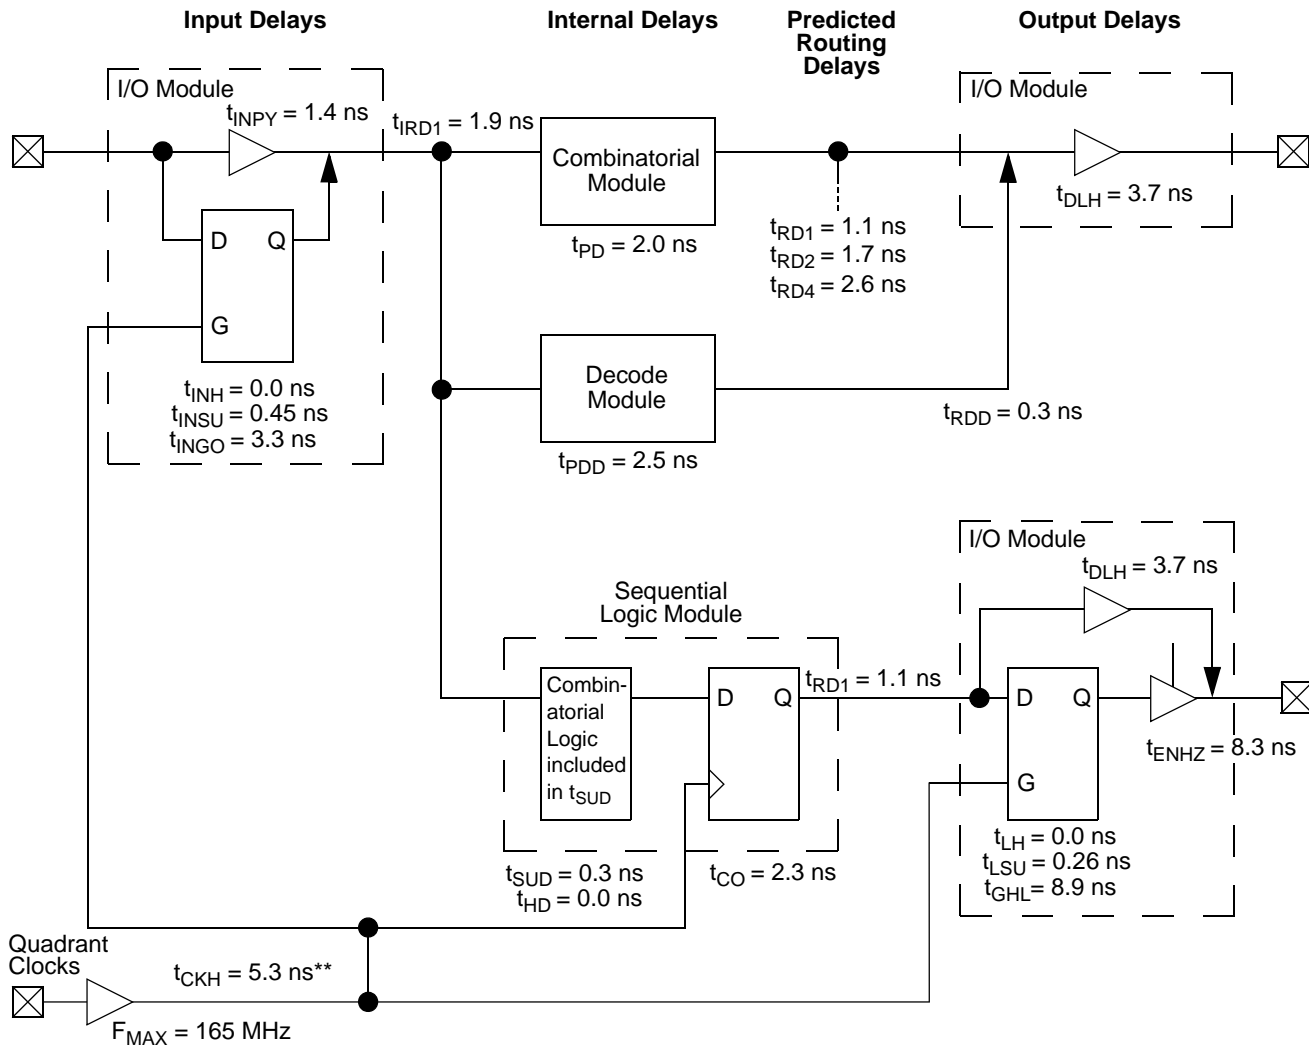 Input Delays
Internal Delays
Predicted
Routing
Delays
Output Delays
I/O Module
tINPY = 1.4 ns
tIRD1 = 1.9 ns
Combinatorial
Module
tPD = 2.0 ns
tRD1 = 1.1 ns
tRD2 = 1.7 ns
tRD4 = 2.6 ns
I/O Module
tDLH = 3.7 ns
D Q
G
tINH = 0.0 ns
tINSU = 0.45 ns
tINGO = 3.3 ns
Decode
Module
tPDD = 2.5 ns
tRDD = 0.3 ns
Sequential
Logic Module
Combin-
atorial
Logic
included
in tSUD
D Q
tRD1 = 1.1 ns
tSUD = 0.3 ns
tHD = 0.0 ns
tCO = 2.3 ns
I/O Module
tDLH = 3.7 ns
D Q
G
tENHZ = 8.3 ns
tLH = 0.0 ns
tLSU = 0.26 ns
tGHL = 8.9 ns
Quadrant
Clocks
tCKH = 5.3 ns**
FMAX = 165 MHz